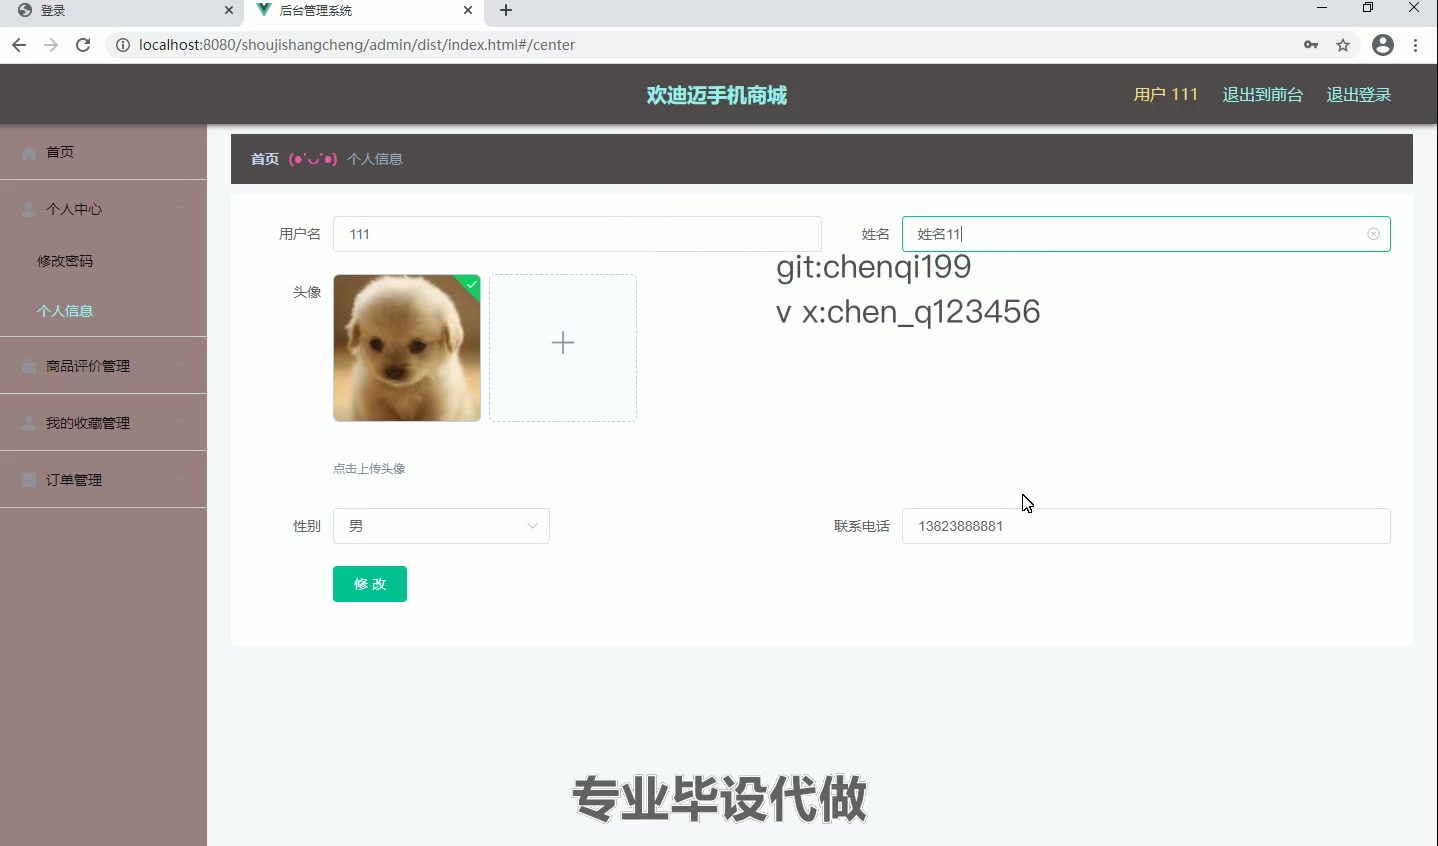 登录
后台管理系统
localhost:8080/shoujishangcheng/admin/dist/index.html#/center
欢迪迈手机商城
用户 111
退出到前台
退出登录
首页
个人中心
修改密码
个人信息
商品评价管理
我的收藏管理
订单管理
首页 (●'◡'●) 个人信息
用户名 111
姓名 姓名11
git:chenqi199
v x:chen_q123456
头像
点击上传头像
性别 男
联系电话 13823888881
修 改
专业毕设代做